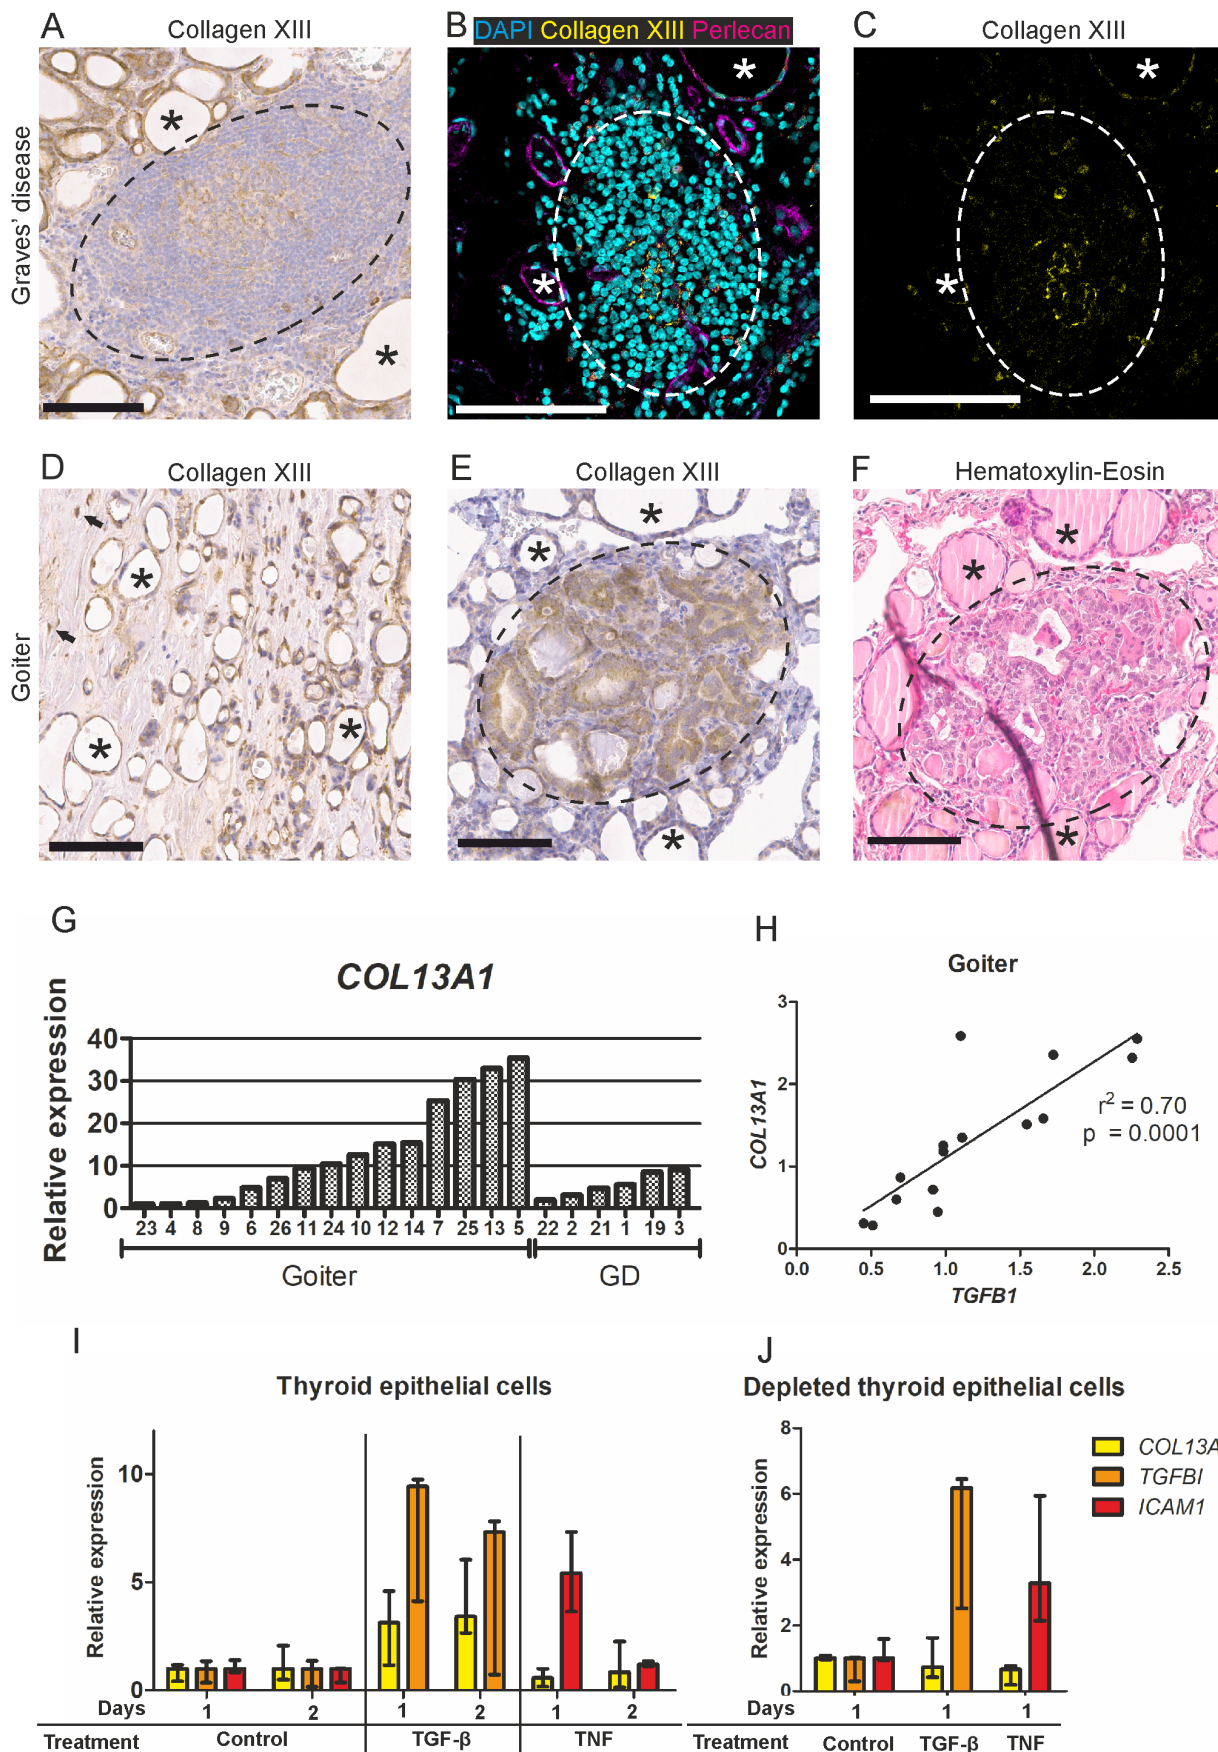 A
Collagen XIII
B
DAPI Collagen XIII Perlecan
C
Collagen XIII
Graves' disease
*
*
*
*
*
*
D
Collagen XIII
E
Collagen XIII
F
Hematoxylin-Eosin
Goiter
*
*
*
*
*
*
*
*
*
G
COL13A1
Relative expression
40
30
20
10
0
23 4 8 9 6 26 11 24 10 12 14 7 25 13 5 22 2 21 1 19 3
Goiter GD
H
Goiter
COL13A1
3
2
1
0
r² = 0.70
p = 0.0001
0.0 0.5 1.0 1.5 2.0 2.5
TGFB1
I
Thyroid epithelial cells
Relative expression
10
5
0
Days 1 2 1 2 1 2
Treatment Control TGF-β TNF
J
Depleted thyroid epithelial cells
Relative expression
8
6
4
2
0
Days 1 1 1
Treatment Control TGF-β TNF
COL13A
TGFBI
ICAM1